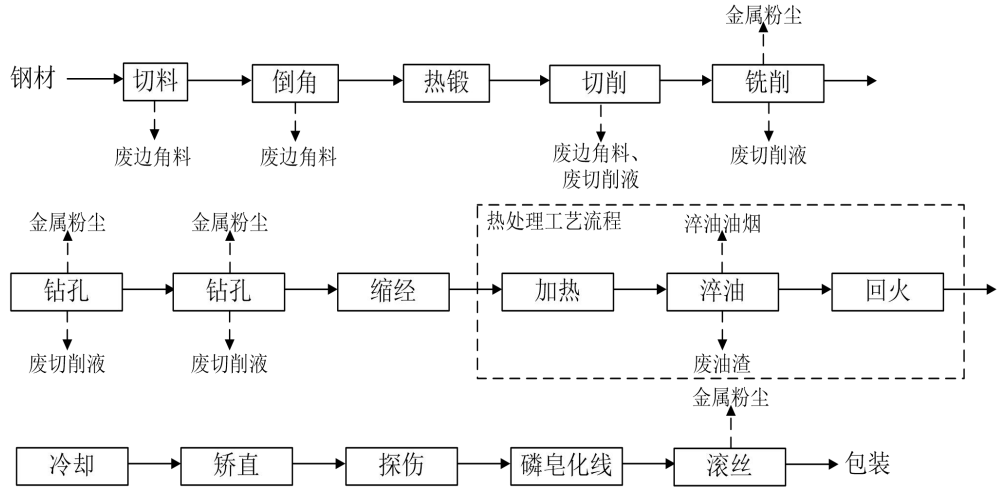 金属粉尘
钢材
切料
倒角
热锻
切削
铣削
废边角料
废边角料
废边角料、
废切削液
废切削液
金属粉尘
金属粉尘
热处理工艺流程
淬油油烟
钻孔
钻孔
缩经
加热
淬油
回火
废切削液
废切削液
废油渣
金属粉尘
冷却
矫直
探伤
磷皂化线
滚丝
包装